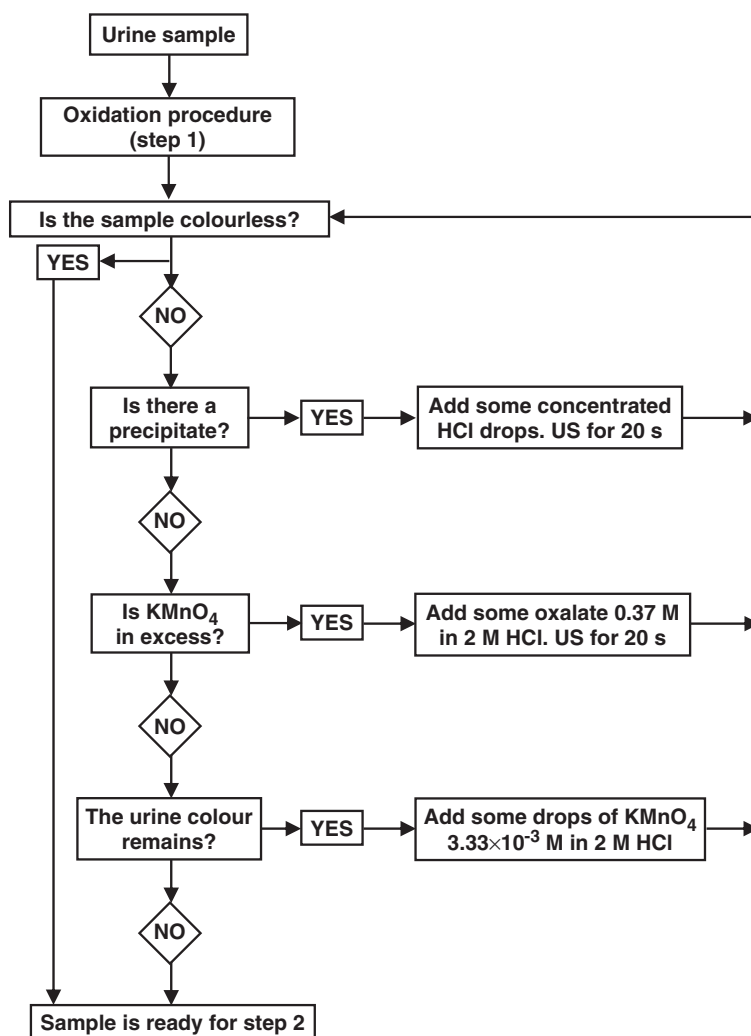 Urine sample
Oxidation procedure
(step 1)
Is the sample colourless?
YES
NO
Is there a
precipitate?
YES
Add some concentrated
HCl drops. US for 20 s
NO
Is KMnO₄
in excess?
YES
Add some oxalate 0.37 M
in 2 M HCl. US for 20 s
NO
The urine colour
remains?
YES
Add some drops of KMnO₄
3.33×10⁻³ M in 2 M HCl
NO
Sample is ready for step 2